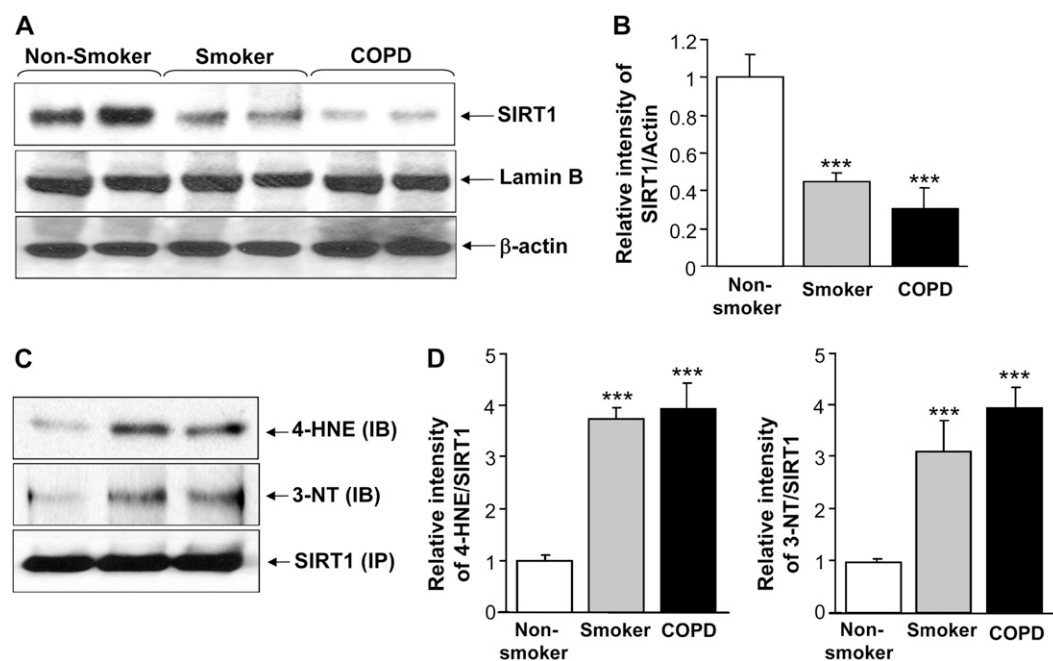 A
Non-Smoker Smoker COPD
SIRT1
Lamin B
β-actin
B
Relative intensity of
SIRT1/Actin
1.2
1
0.8
0.6
0.4
0.2
0
***
***
Non-
smoker
Smoker
COPD
C
4-HNE (IB)
3-NT (IB)
SIRT1 (IP)
D
Relative intensity
of 4-HNE/SIRT1
5
4
3
2
1
0
***
***
Non-
smoker
Smoker
COPD
Relative intensity
of 3-NT/SIRT1
5
4
3
2
1
0
***
***
Non-
smoker
Smoker
COPD